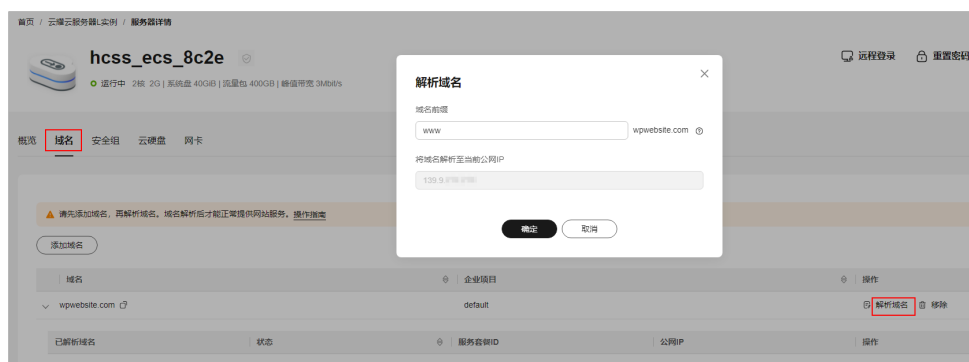 首页 / 云耀云服务器L实例 / 服务器详情
hcss_ecs_8c2e
运行中 2核 2G | 系统盘 40GiB | 流量包 400GB | 峰值带宽 3Mbit/s
远程登录 重置密码
概览 域名 安全组 云硬盘 网卡
解析域名
域名前缀
www wpwebsite.com
将域名解析至当前公网IP
139.9.
确定 取消
请先添加域名，再解析域名。域名解析后才能正常提供网站服务。操作指南
添加域名
域名 企业项目 操作
wpwebsite.com default 解析域名 移除
已解析域名 状态 服务套餐ID 公网IP 操作